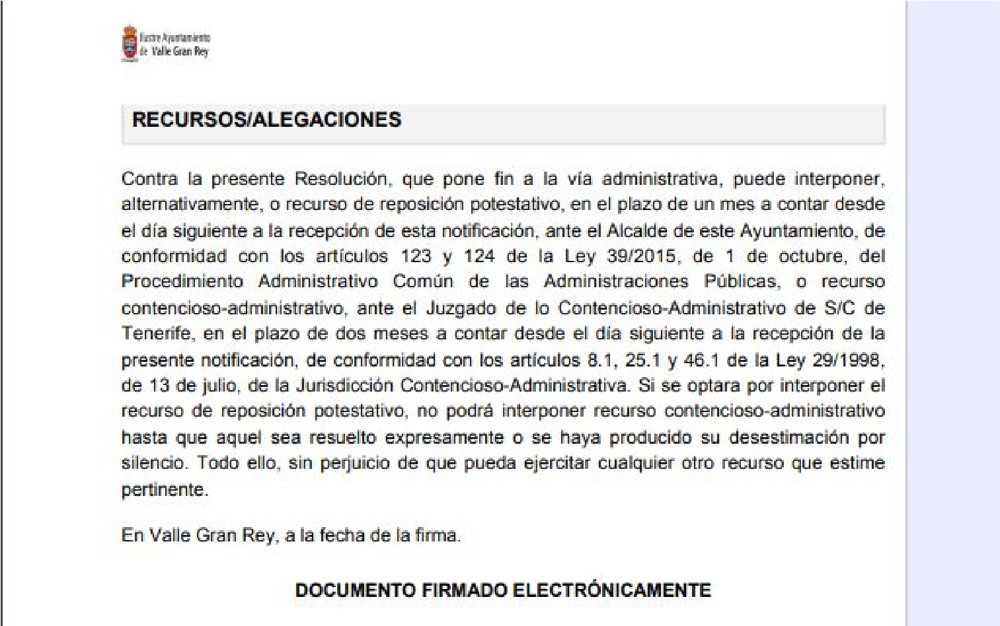 Ilustre Ayuntamiento
de Valle Gran Rey
RECURSOS/ALEGACIONES
Contra la presente Resolución, que pone fin a la vía administrativa, puede interponer,
alternativamente, o recurso de reposición potestativo, en el plazo de un mes a contar desde
el día siguiente a la recepción de esta notificación, ante el Alcalde de este Ayuntamiento, de
conformidad con los artículos 123 y 124 de la Ley 39/2015, de 1 de octubre, del
Procedimiento Administrativo Común de las Administraciones Públicas, o recurso
contencioso-administrativo, ante el Juzgado de lo Contencioso-Administrativo de S/C de
Tenerife, en el plazo de dos meses a contar desde el día siguiente a la recepción de la
presente notificación, de conformidad con los artículos 8.1, 25.1 y 46.1 de la Ley 29/1998,
de 13 de julio, de la Jurisdicción Contencioso-Administrativa. Si se optara por interponer el
recurso de reposición potestativo, no podrá interponer recurso contencioso-administrativo
hasta que aquel sea resuelto expresamente o se haya producido su desestimación por
silencio. Todo ello, sin perjuicio de que pueda ejercitar cualquier otro recurso que estime
pertinente.
En Valle Gran Rey, a la fecha de la firma.
DOCUMENTO FIRMADO ELECTRÓNICAMENTE